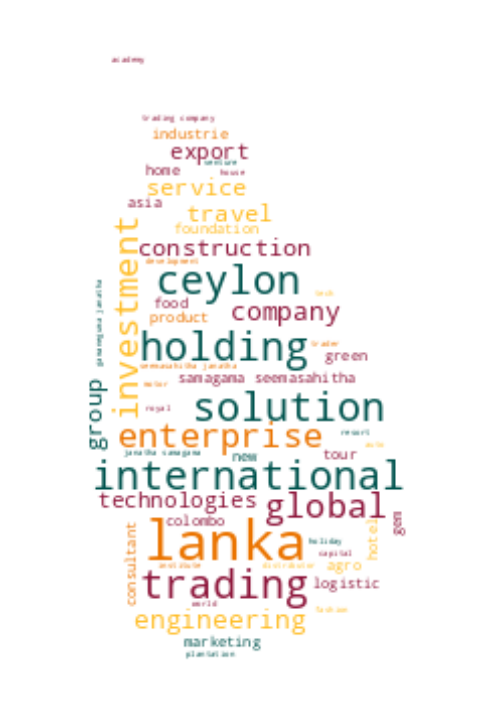 academy
trading company
industrie
export
venture
home
house
service
asia
travel
foundation
investment
construction
development
ceylon
tech
food
company
product
gammegama janatha
holding
trader
green
seemasahitha janatha
samagama seemasahitha
motor
group
solution
royal
enterprise
resort
auto
janatha samagama
new
tour
international
technologies
global
colombo
gem
lanka
consultant
holiday
hotel
capital
institute
distributor
agro
trading
logistic
world
fashion
engineering
marketing
plantation